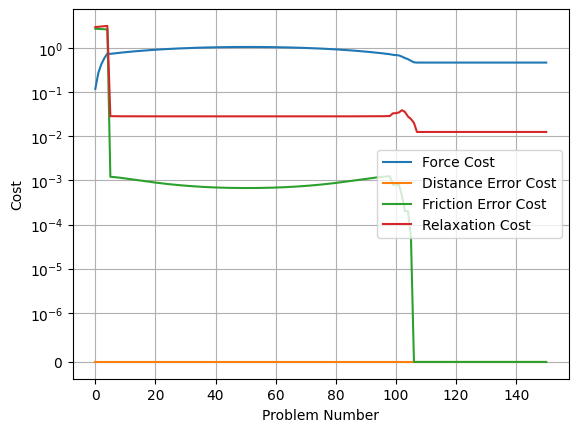 10⁰
10⁻¹
10⁻²
10⁻³
10⁻⁴
10⁻⁵
10⁻⁶
0
Cost
Force Cost
Distance Error Cost
Friction Error Cost
Relaxation Cost
0 20 40 60 80 100 120 140
Problem Number